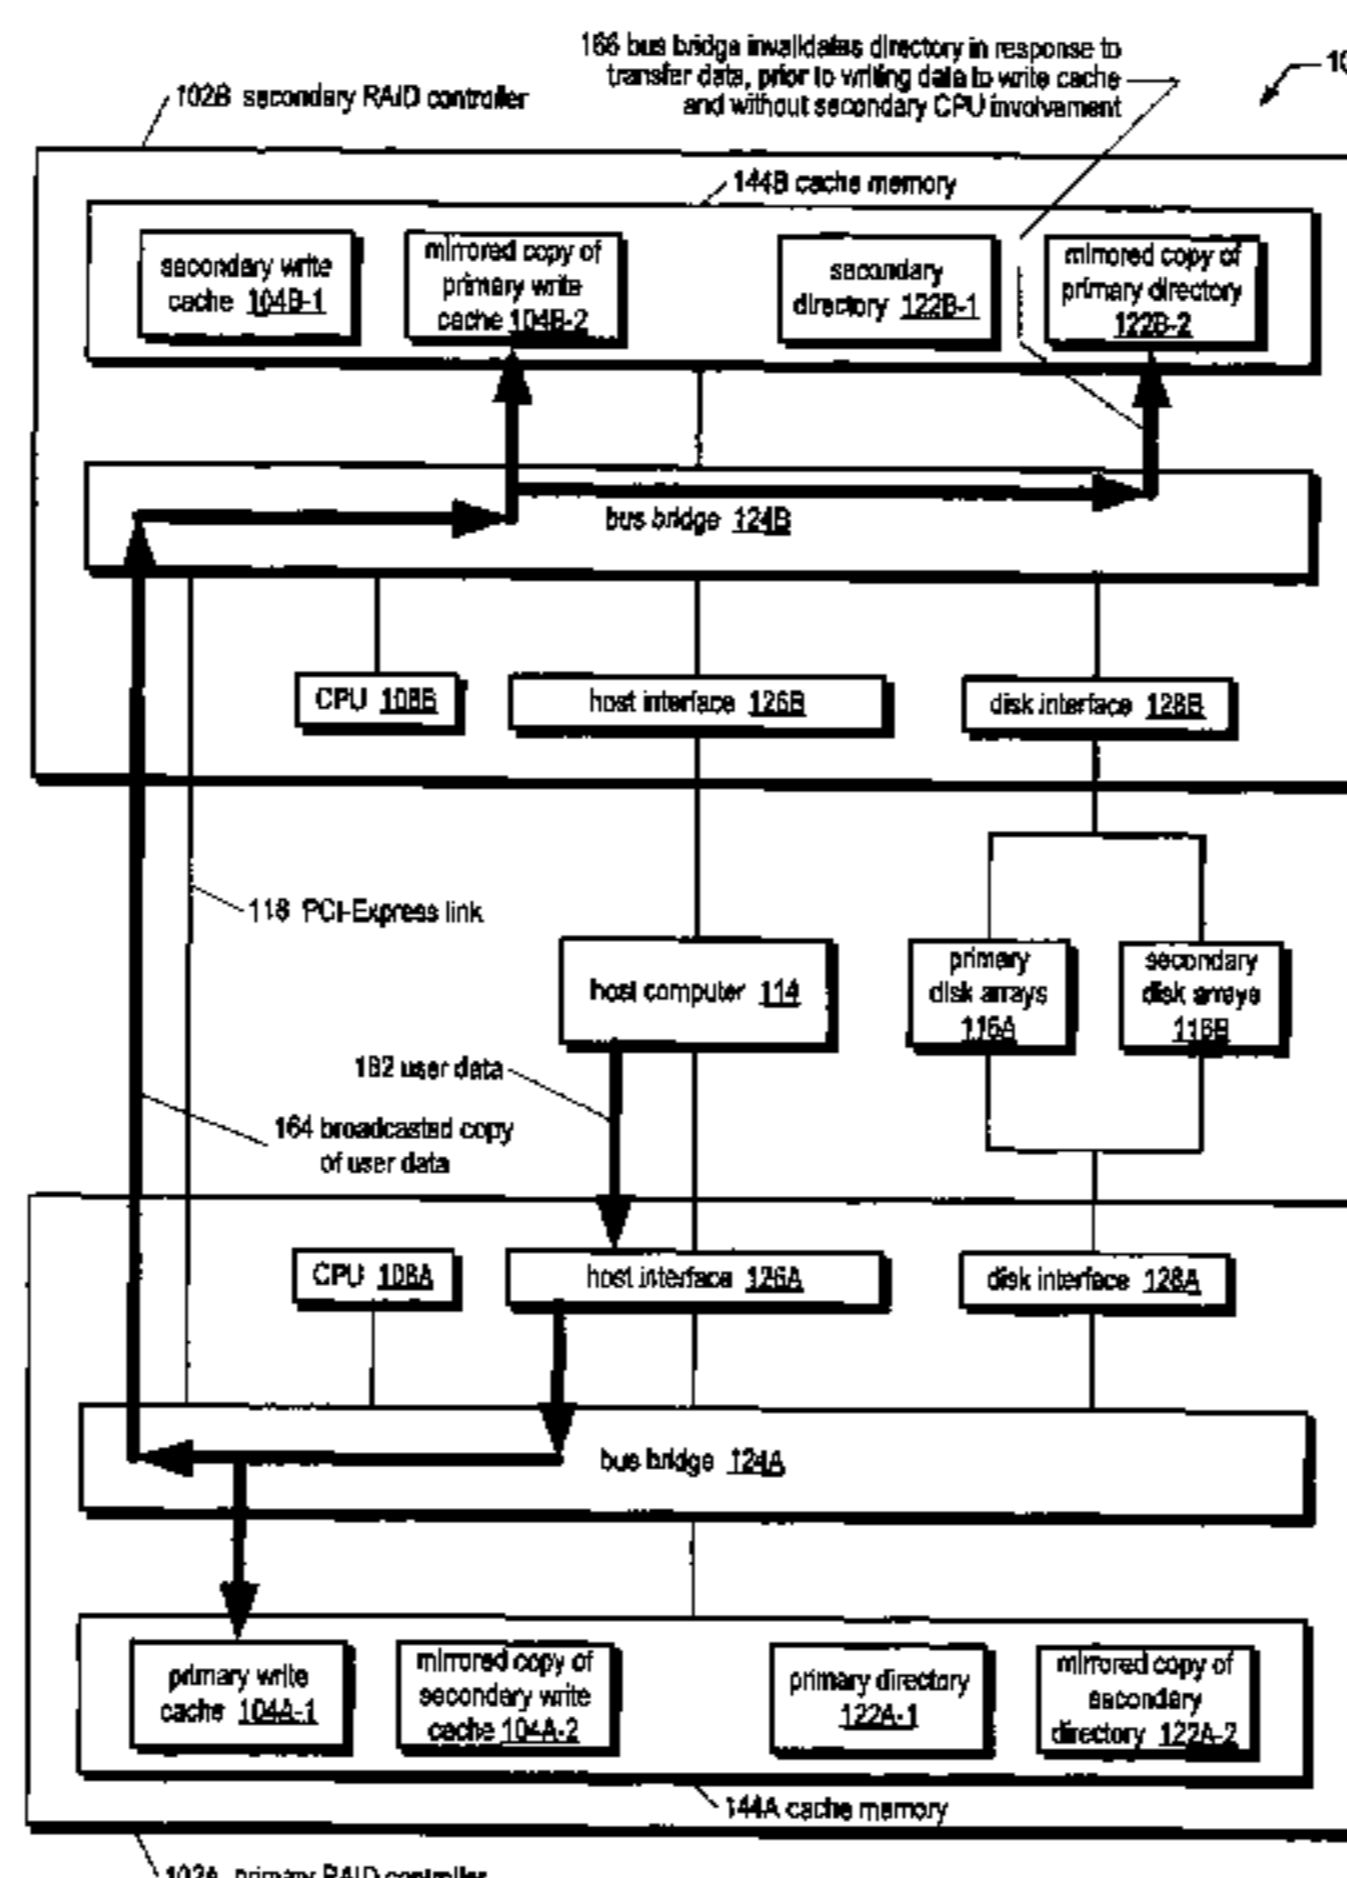 166 bus bridge invalidates directory in response to
transfer data, prior to writing data to write cache
and without secondary CPU involvement
10
102B secondary RAID controller
144B cache memory
secondary write
cache 104B-1
mirrored copy of
primary write
cache 104B-2
secondary
directory 122B-1
mirrored copy of
primary directory
122B-2
bus bridge 124B
CPU 108B
host interface 126B
disk interface 128B
118 PCI-Express link
host computer 114
primary
disk arrays
116A
secondary
disk arrays
116B
162 user data
164 broadcasted copy
of user data
CPU 108A
host interface 126A
disk interface 128A
bus bridge 124A
primary write
cache 104A-1
mirrored copy of
secondary write
cache 104A-2
primary directory
122A-1
mirrored copy of
secondary
directory 122A-2
144A cache memory
102A primary RAID controller